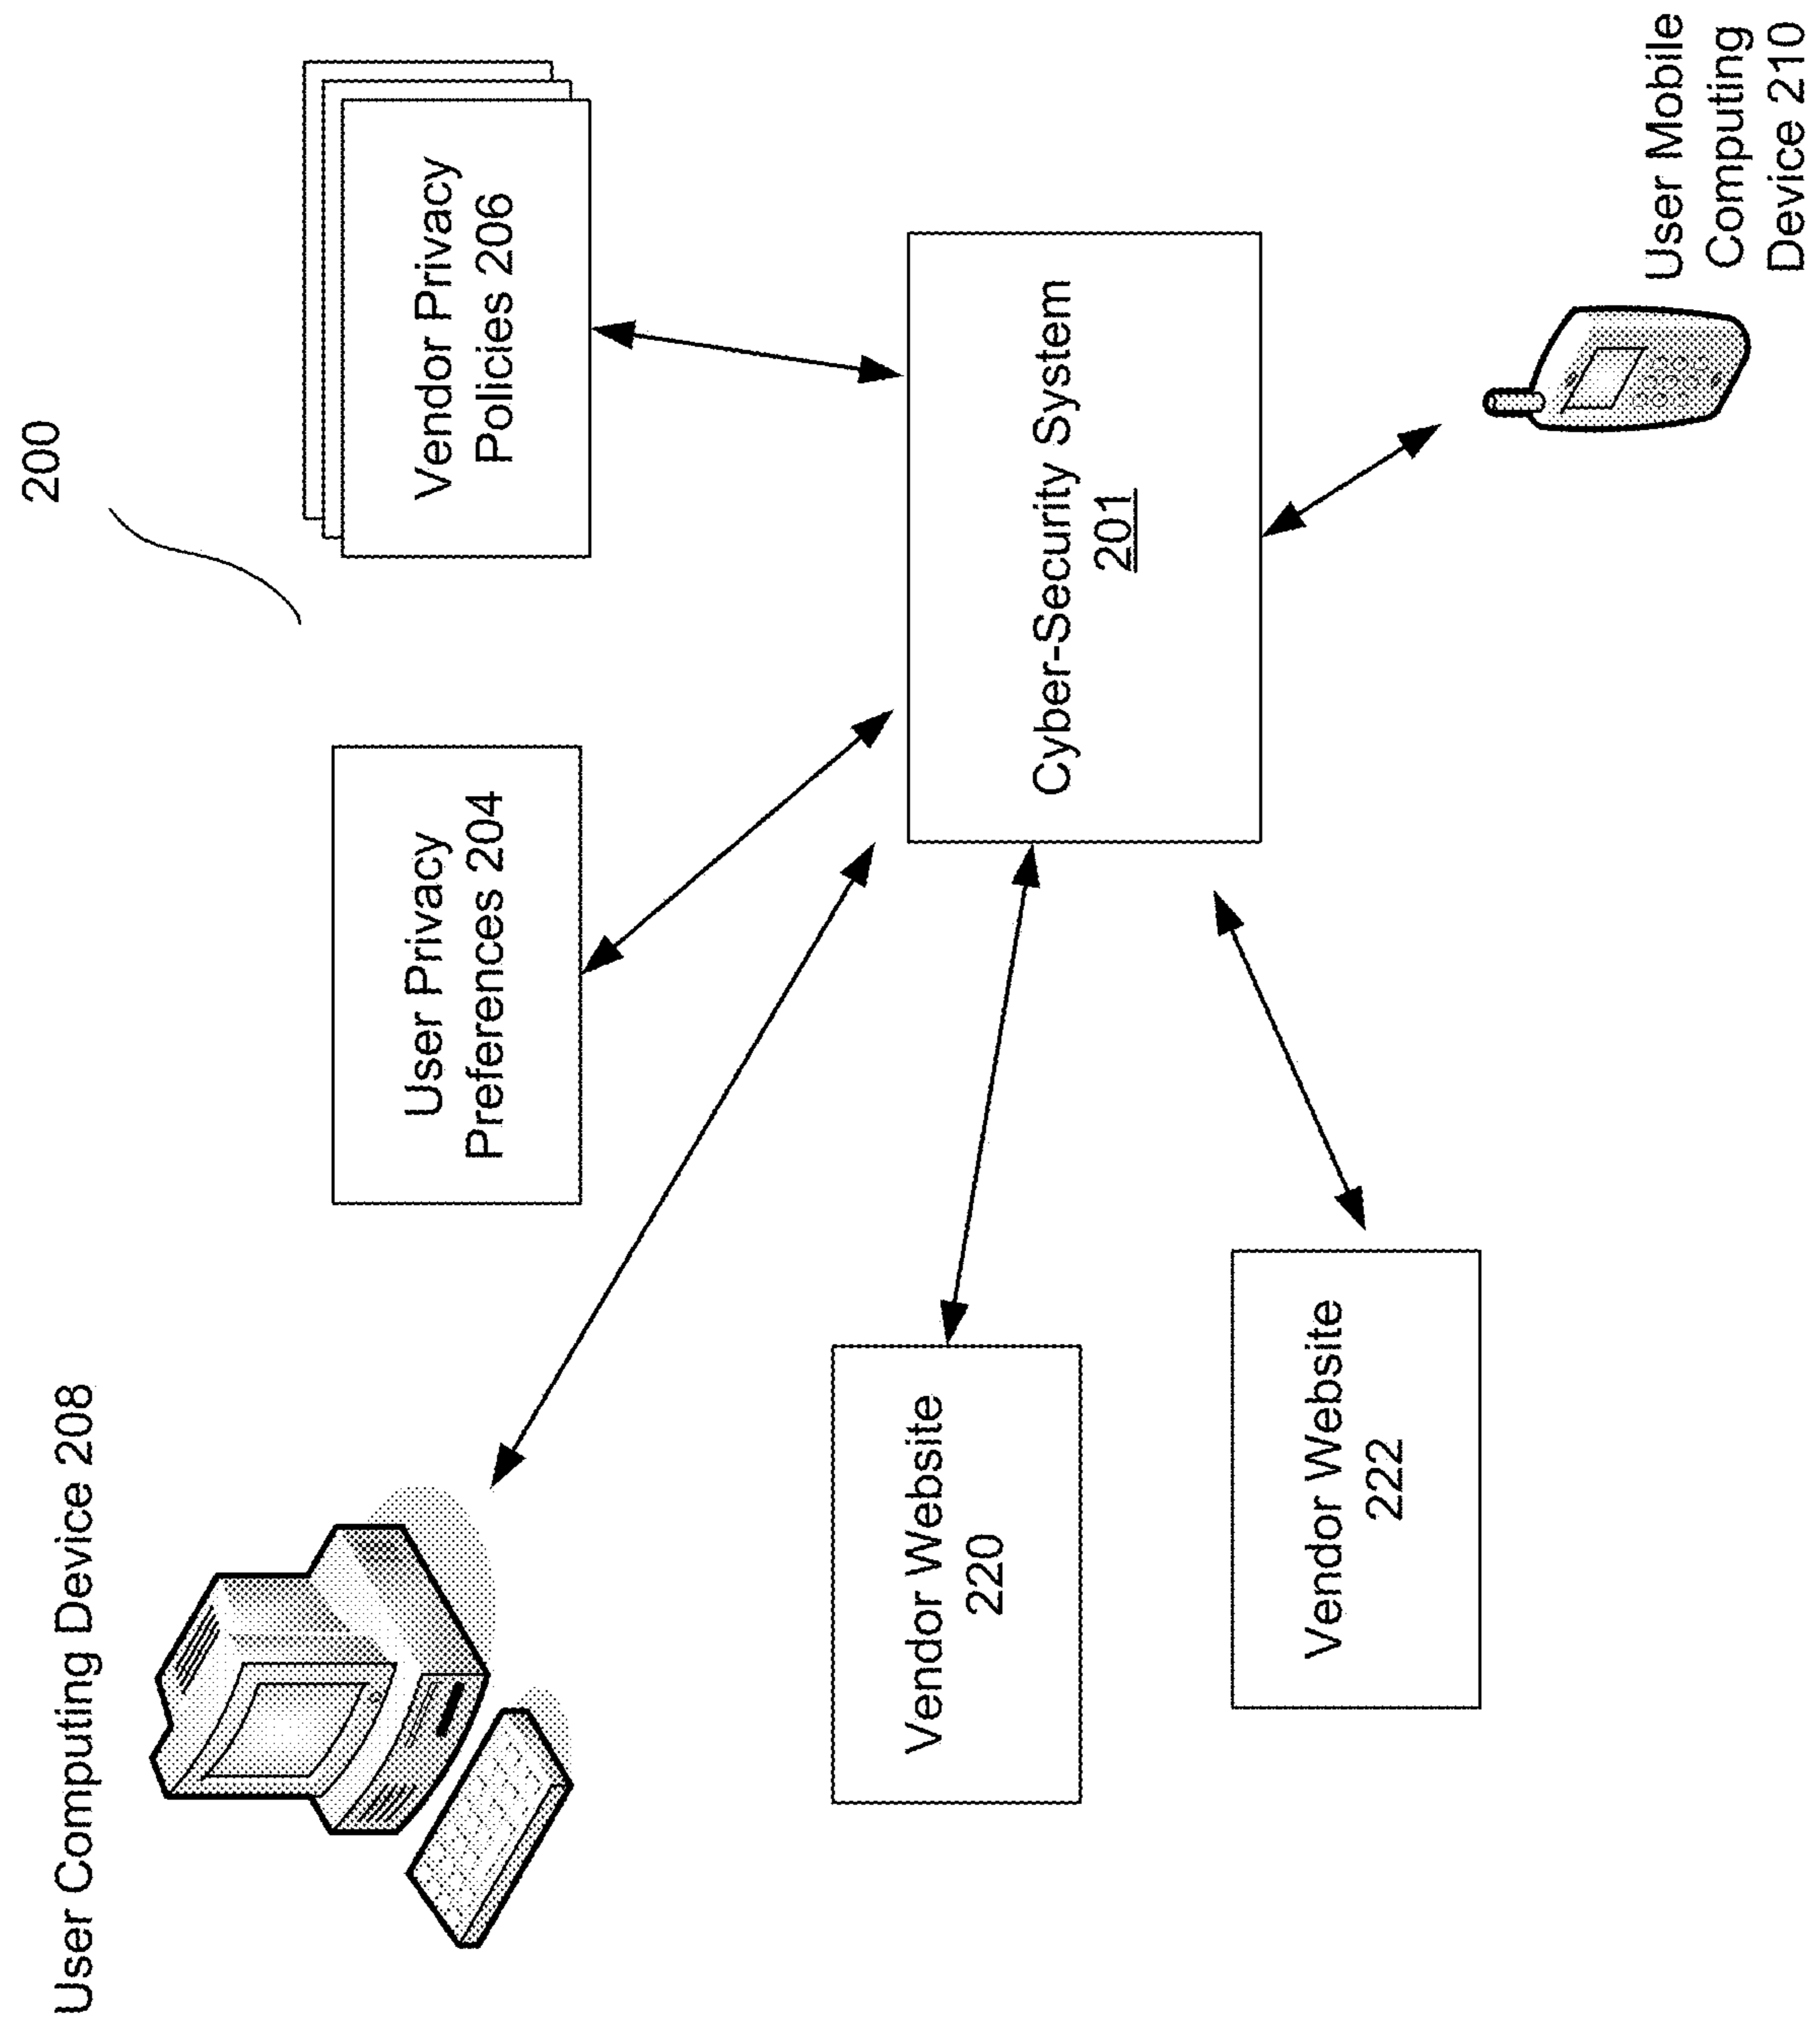 User Computing Device 208
200
User Privacy
Preferences 204
Vendor Privacy
Policies 206
Vendor Website
220
Cyber-Security System
201
Vendor Website
222
User Mobile
Computing
Device 210